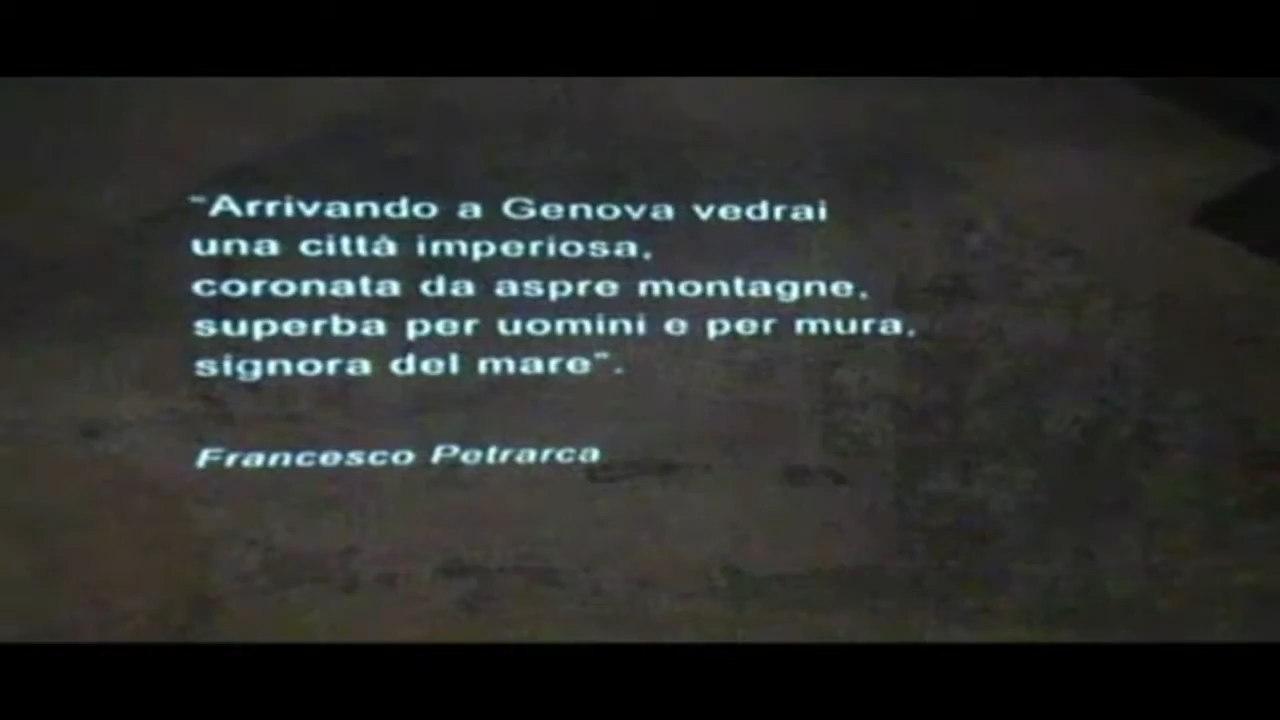 "Arrivando a Genova vedrai
una città imperiosa,
coronata da aspre montagne,
superba per uomini e per mura,
signora del mare".
Francesco Petrarca